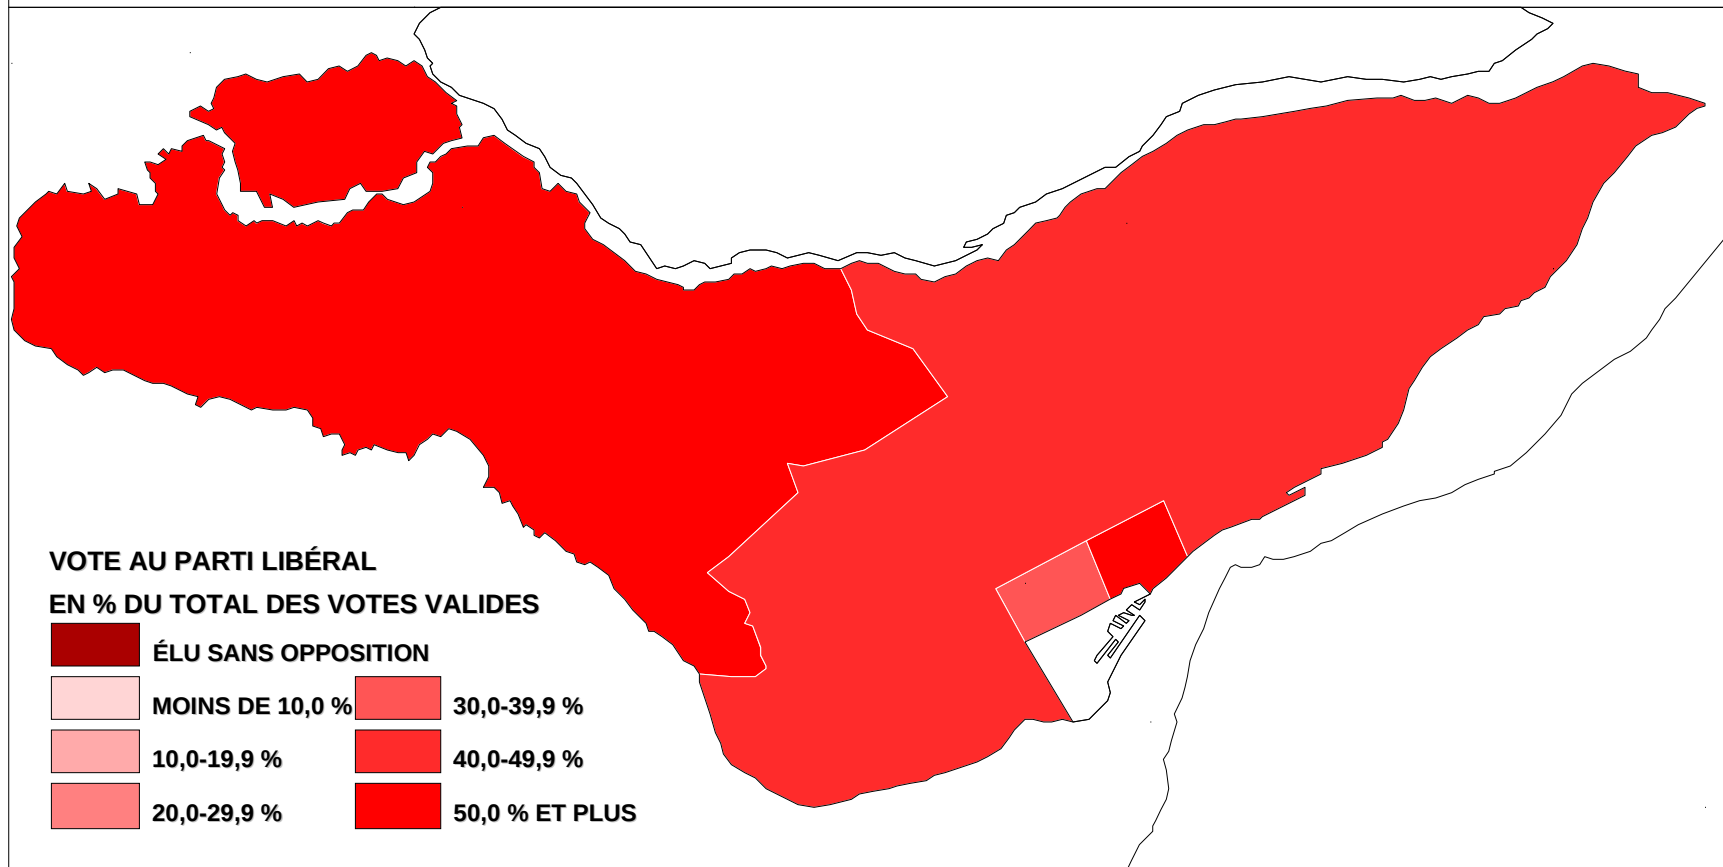 VOTE AU PARTI LIBÉRAL
EN % DU TOTAL DES VOTES VALIDES
ÉLU SANS OPPOSITION
MOINS DE 10,0 % 30,0-39,9 %
10,0-19,9 % 40,0-49,9 %
20,0-29,9 % 50,0 % ET PLUS